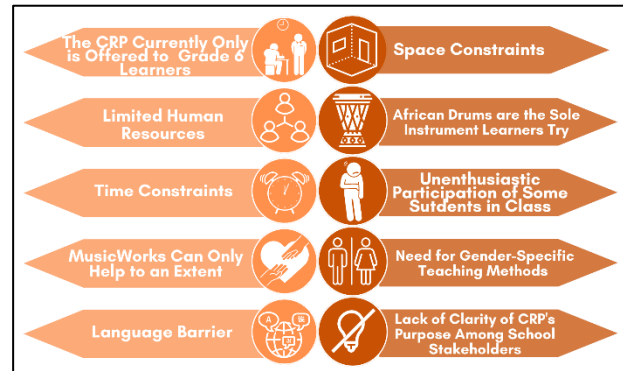 The CRP Currently Only
is Offered to Grade 6
Learners
Space Constraints
Limited Human
Resources
African Drums are the Sole
Instrument Learners Try
Time Constraints
Unenthusiastic
Participation of Some
Sutdents in Class
MusicWorks Can Only
Help to an Extent
Need for Gender-Specific
Teaching Methods
Language Barrier
A
Lack of Clarity of CRP's
Purpose Among School
Stakeholders